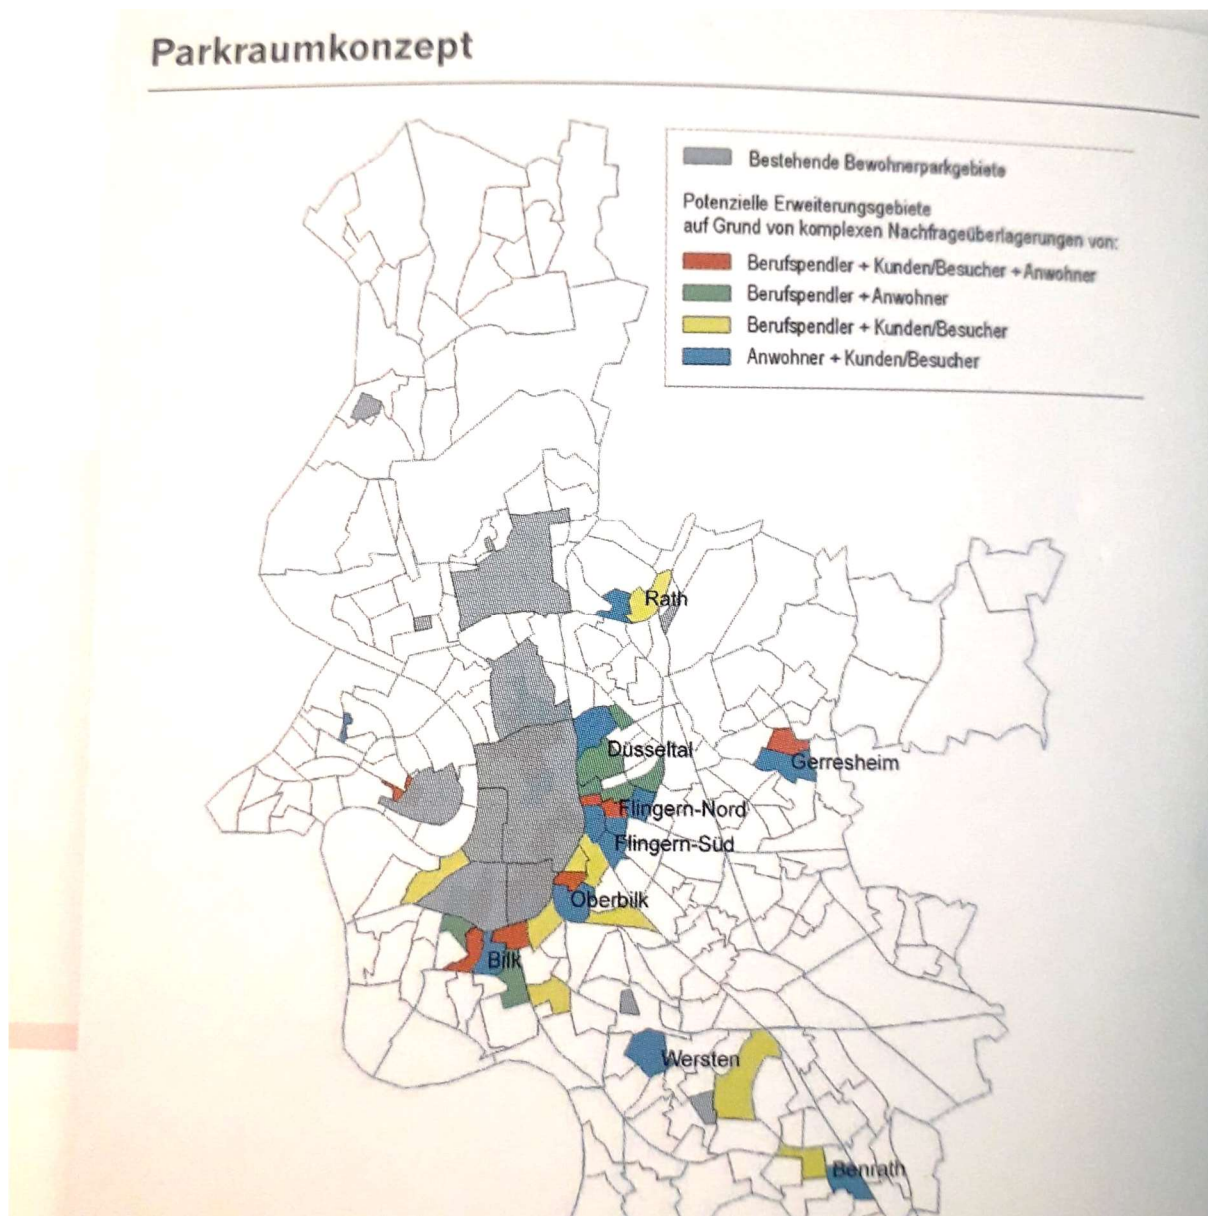 Parkraumkonzept
Bestehende Bewohnerparkgebiete
Potenzielle Erweiterungsgebiete
auf Grund von komplexen Nachfrageüberlagerungen von:
Berufspendler + Kunden/Besucher + Anwohner
Berufspendler + Anwohner
Berufspendler + Kunden/Besucher
Anwohner + Kunden/Besucher
Rath
Düsseltal
Gerresheim
Flingern-Nord
Flingern-Süd
Oberbilk
Bilk
Wersten
Benrath